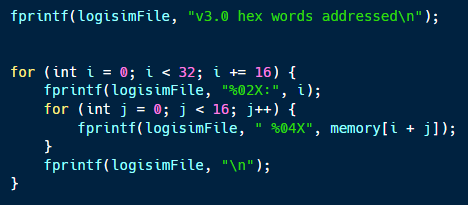 fprintf(logisimFile, "v3.0 hex words addressed\n");
for (int i = 0; i < 32; i += 16) {
    fprintf(logisimFile, "%02X:", i);
    for (int j = 0; j < 16; j++) {
        fprintf(logisimFile, " %04X", memory[i + j]);
    }
    fprintf(logisimFile, "\n");
}